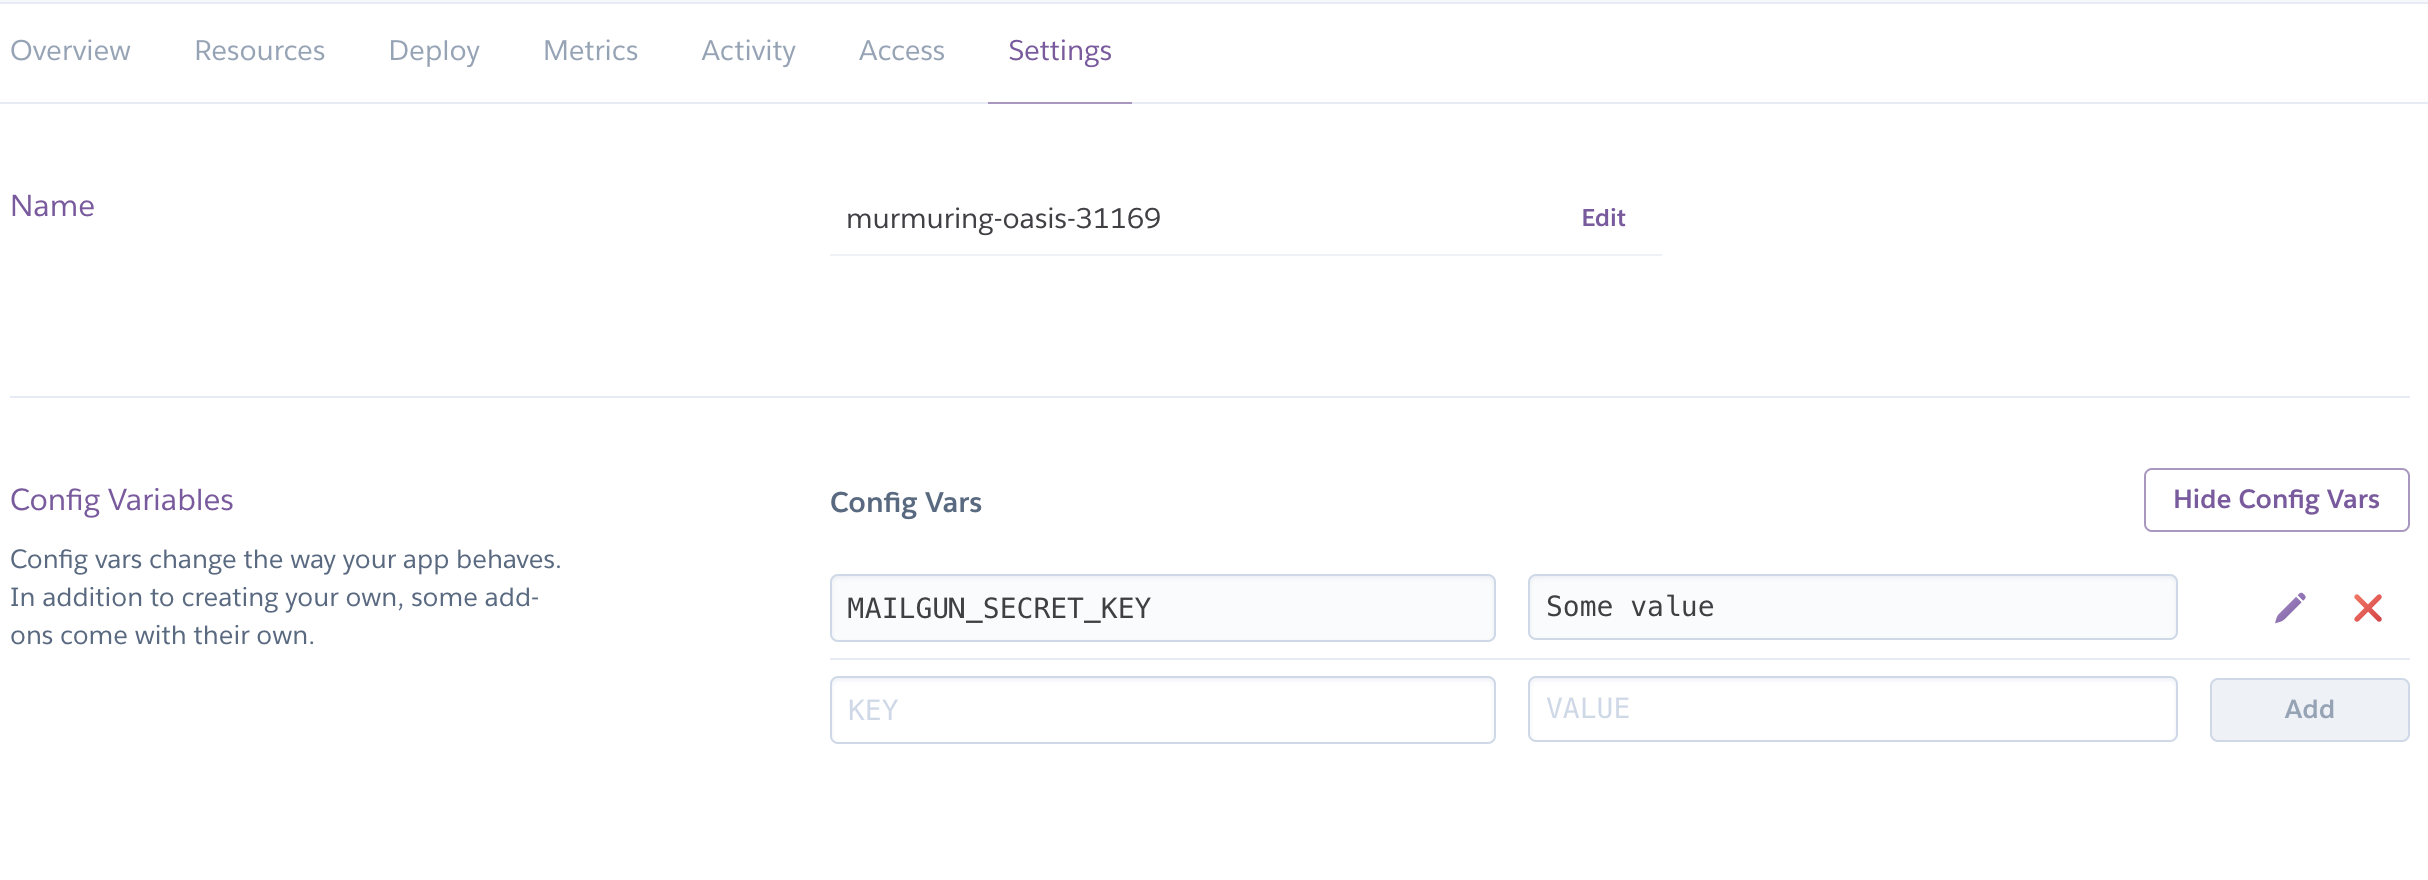 Overview Resources Deploy Metrics Activity Access Settings
Name
murmuring-oasis-31169 Edit
Config Variables
Config vars change the way your app behaves.
In addition to creating your own, some add-
ons come with their own.
Config Vars Hide Config Vars
MAILGUN_SECRET_KEY Some value
KEY VALUE Add